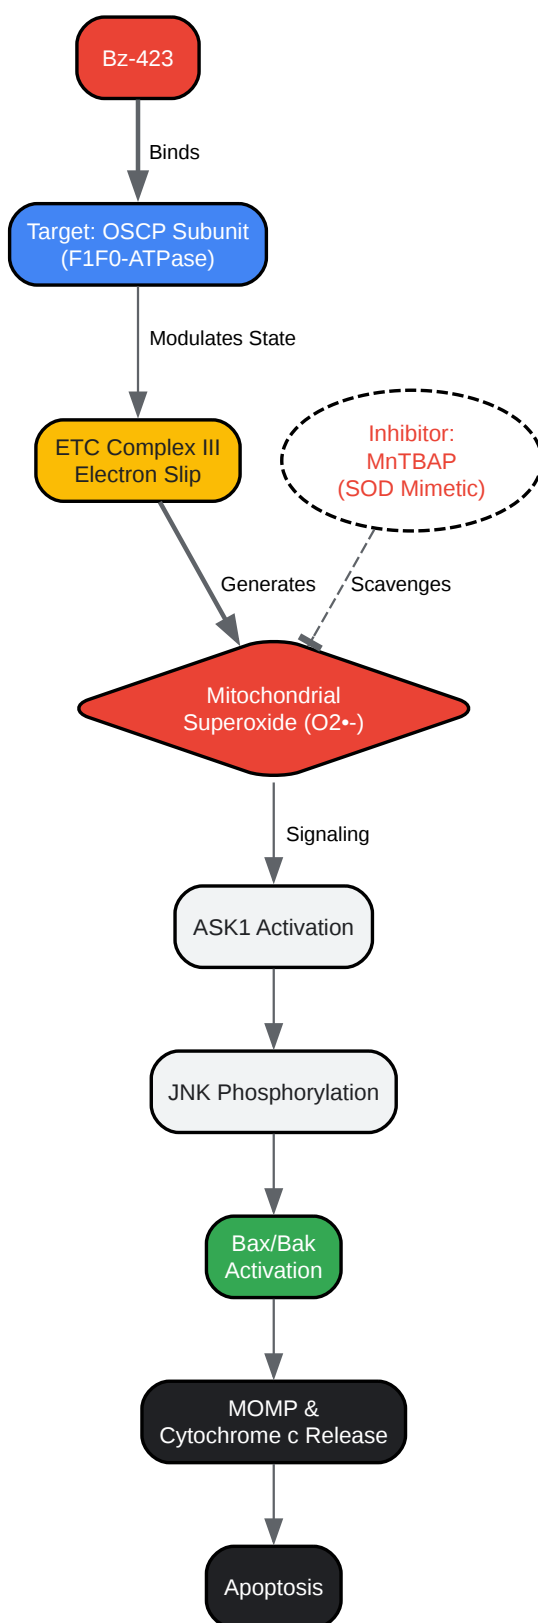 Bz-423
Binds
Target: OSCP Subunit
(F1F0-ATPase)
Modulates State
ETC Complex III
Electron Slip
Inhibitor:
MnTBAP
(SOD Mimetic)
Generates
Scavenges
Mitochondrial
Superoxide (O2•-)
Signaling
ASK1 Activation
JNK Phosphorylation
Bax/Bak
Activation
MOMP &
Cytochrome c Release
Apoptosis